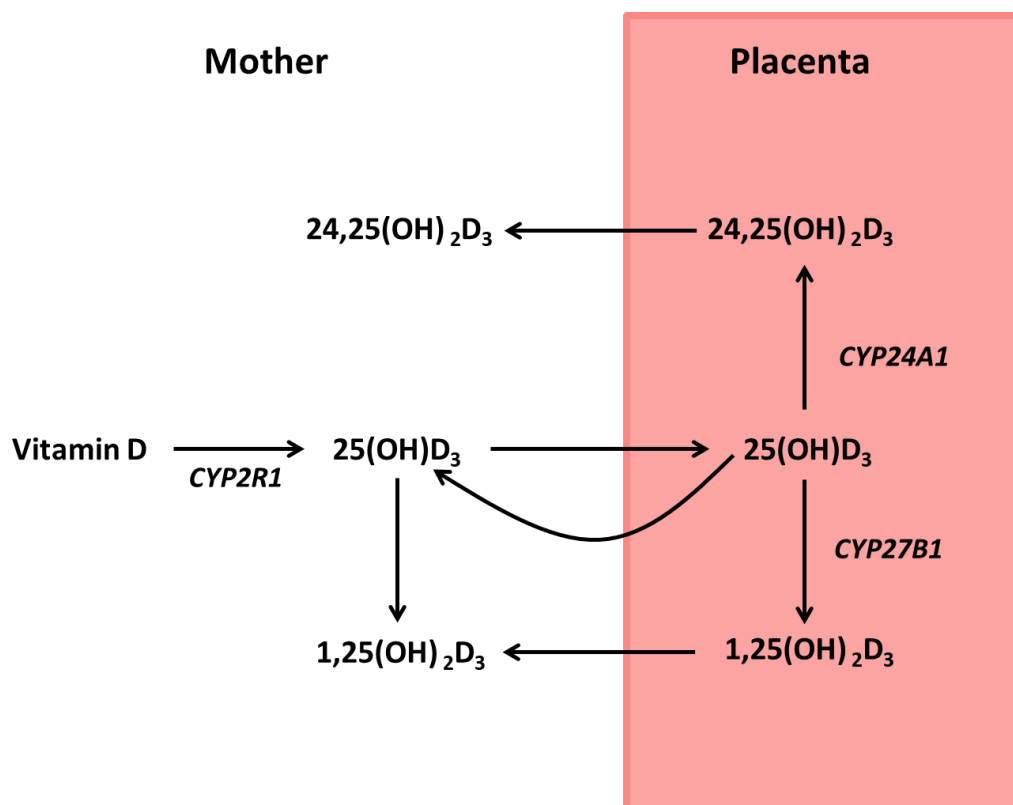 Mother Placenta
24,25(OH) ₂D₃ 24,25(OH) ₂D₃
CYP24A1
Vitamin D 25(OH)D₃ 25(OH)D₃
CYP2R1
CYP27B1
1,25(OH) ₂D₃ 1,25(OH) ₂D₃